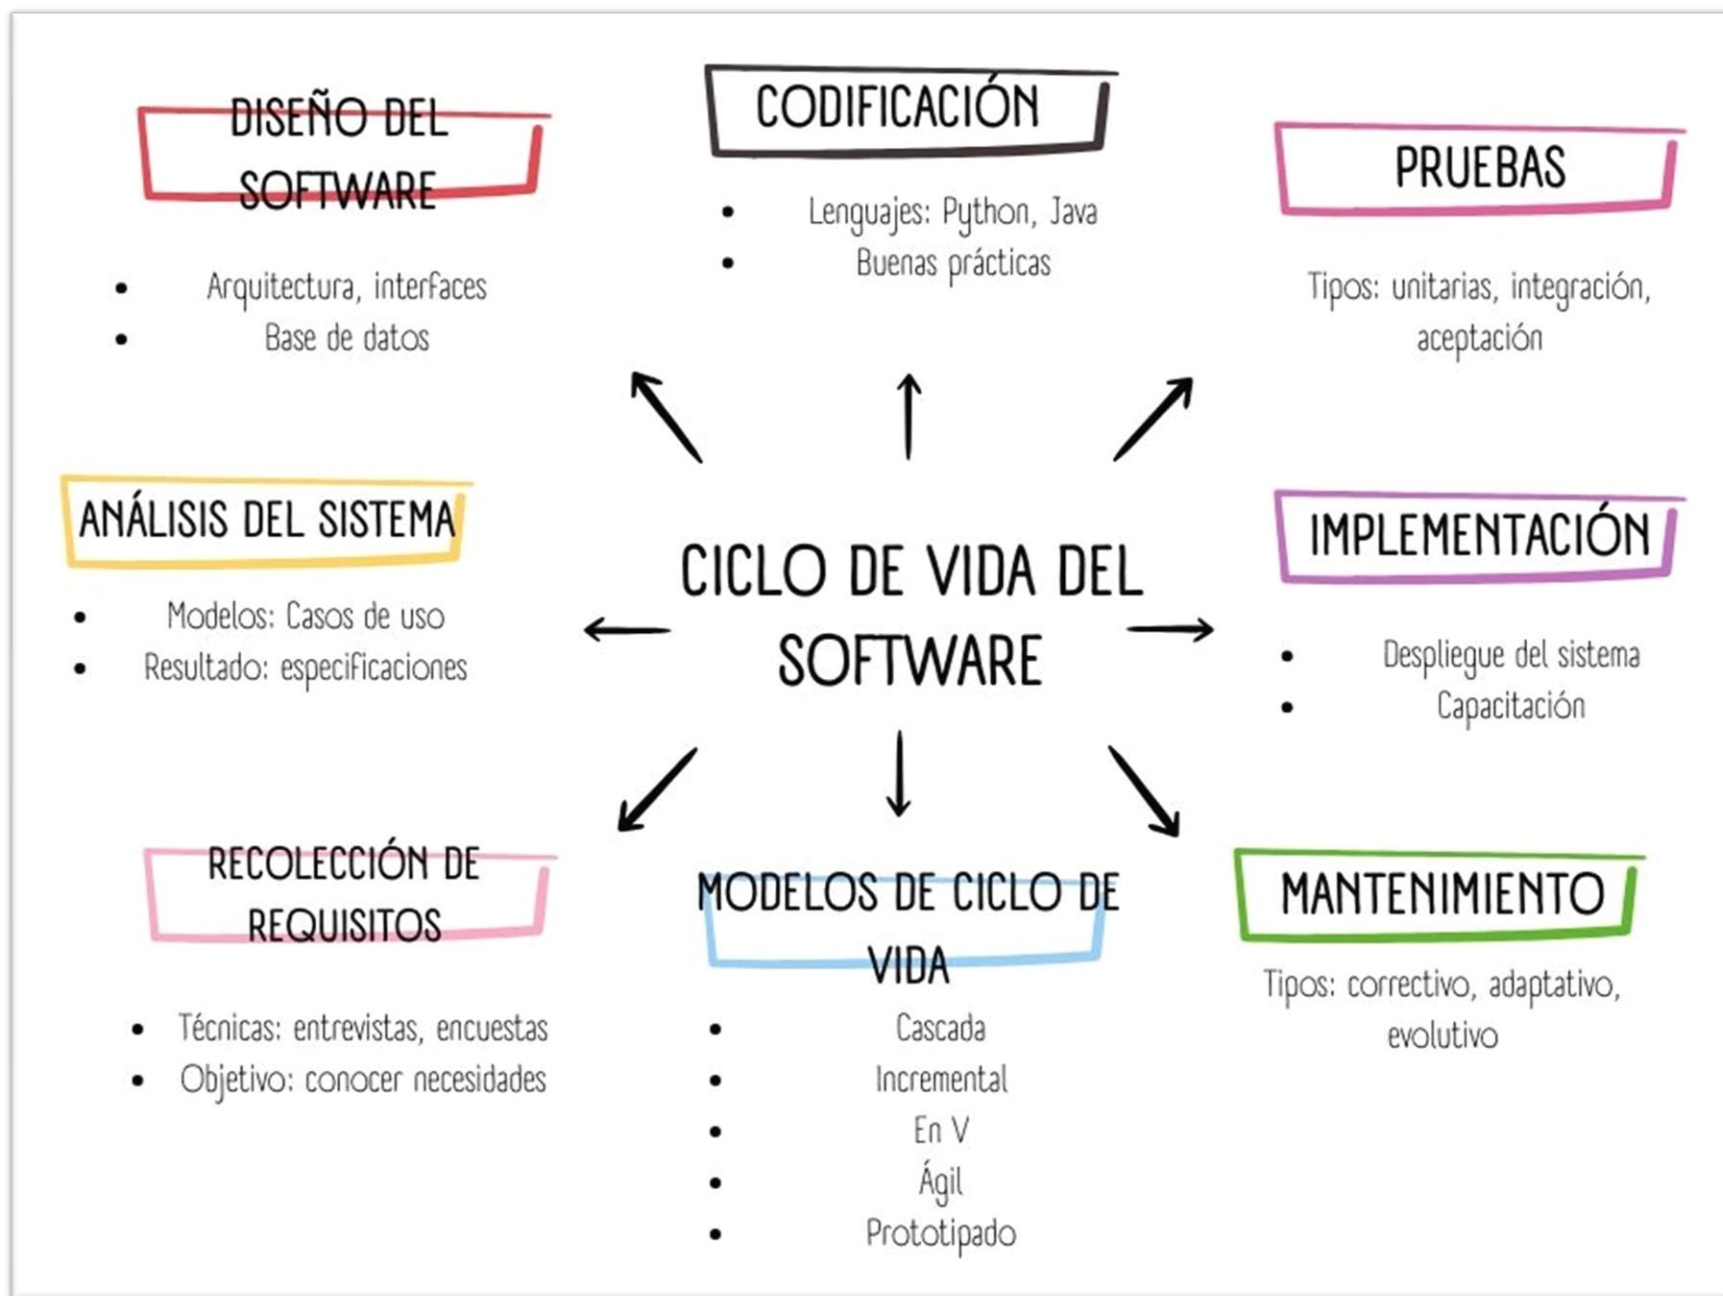 DISEÑO DEL
SOFTWARE
• Arquitectura, interfaces
• Base de datos
CODIFICACIÓN
• Lenguajes: Python, Java
• Buenas prácticas
PRUEBAS
Tipos: unitarias, integración,
aceptación
ANÁLISIS DEL SISTEMA
• Modelos: Casos de uso
• Resultado: especificaciones
CICLO DE VIDA DEL
SOFTWARE
IMPLEMENTACIÓN
• Despliegue del sistema
• Capacitación
RECOLECCIÓN DE
REQUISITOS
• Técnicas: entrevistas, encuestas
• Objetivo: conocer necesidades
MODELOS DE CICLO DE
VIDA
• Cascada
• Incremental
• En V
• Ágil
• Prototipado
MANTENIMIENTO
Tipos: correctivo, adaptativo,
evolutivo